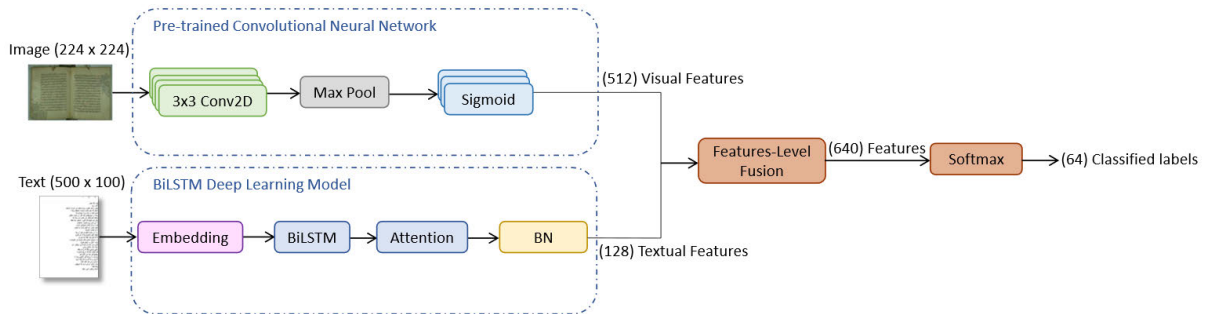 Pre-trained Convolutional Neural Network
Image (224 x 224)
3x3 Conv2D
Max Pool
Sigmoid
(512) Visual Features
Features-Level
Fusion
(640) Features
Softmax
(64) Classified labels
Text (500 x 100)
BiLSTM Deep Learning Model
Embedding
BiLSTM
Attention
BN
(128) Textual Features